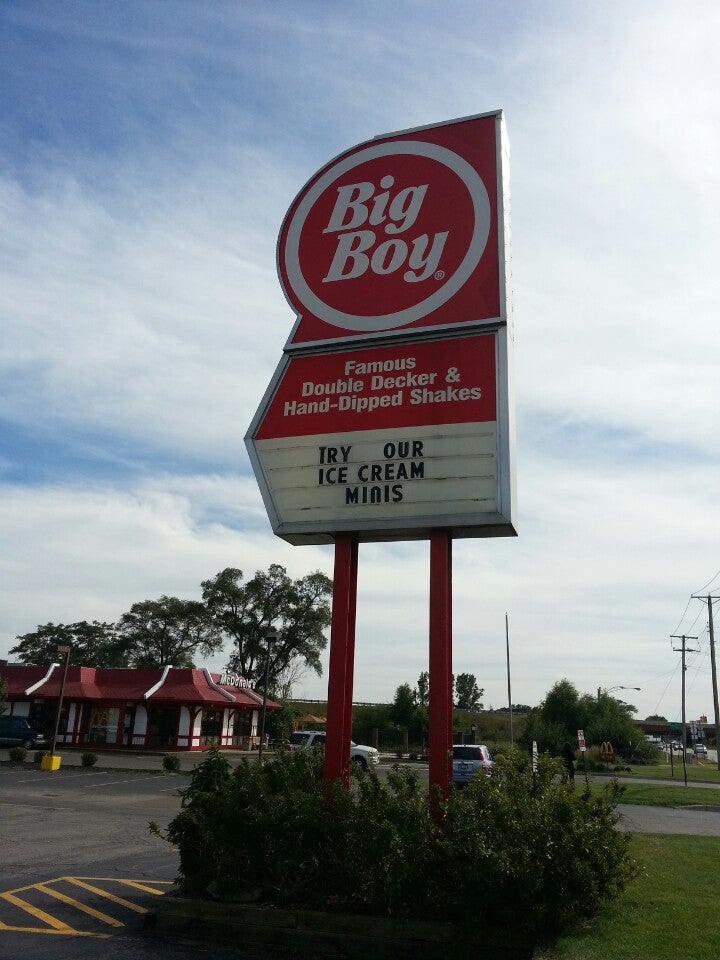 Big
Boy®
Famous
Double Decker &
Hand-Dipped Shakes
TRY OUR
ICE CREAM
MINIS
McDonald's